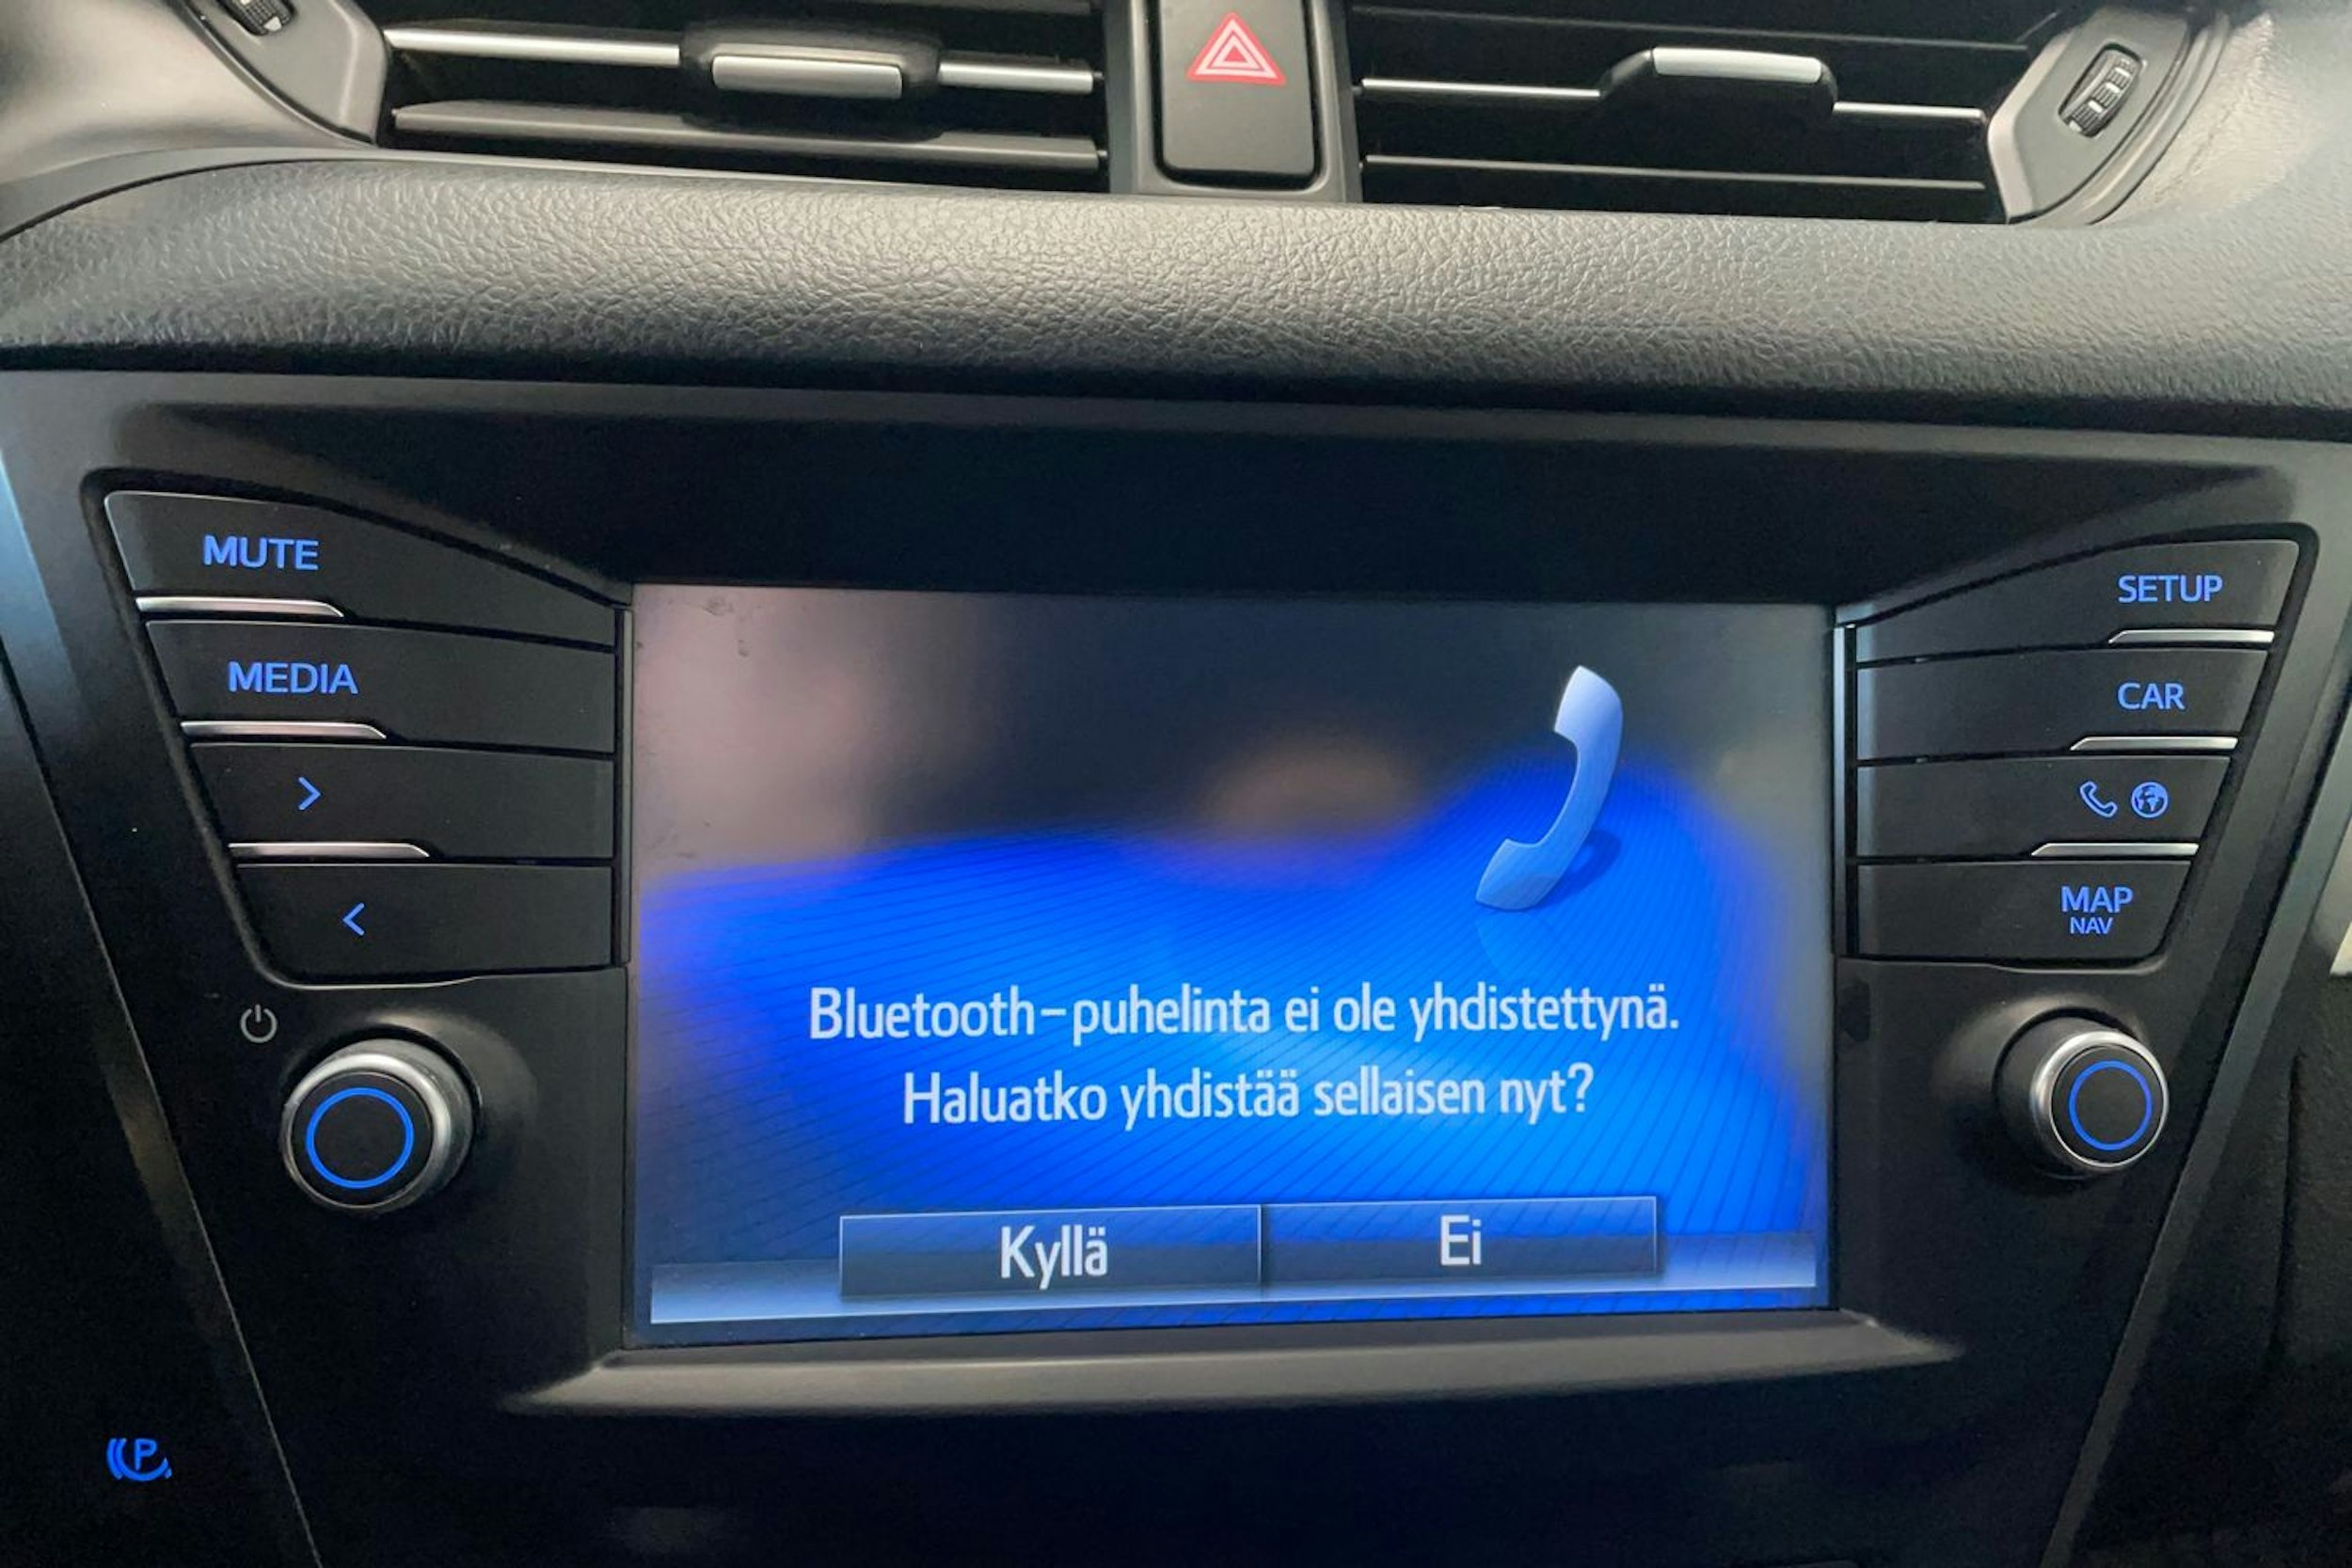 MUTE
MEDIA
SETUP
CAR
MAP
NAV
Bluetooth-puhelinta ei ole yhdistettynä.
Haluatko yhdistää sellaisen nyt?
Kyllä
Ei
P